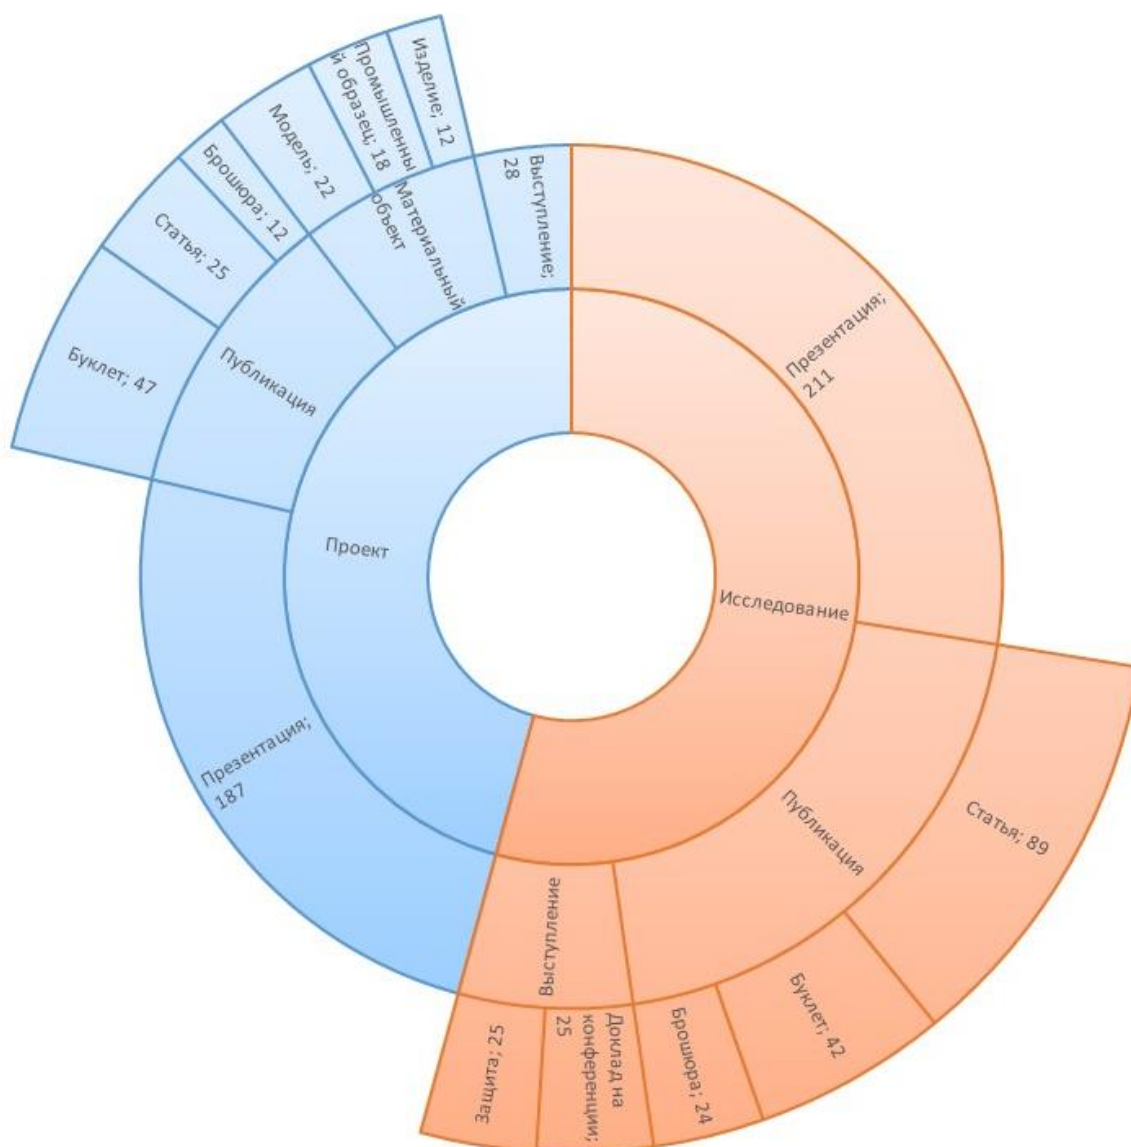 Исследование
Презентация;
211
Публикация
Статья; 89
Буклет; 42
Брошюра; 24
Выступление
Доклад на
конференции;
25
Защита; 25
Проект
Презентация;
187
Публикация
Буклет; 47
Статья; 25
Брошюра; 12
Материальный
объект
Модель; 22
Промышленны
й образец; 18
Изделие; 12
Выступление;
28